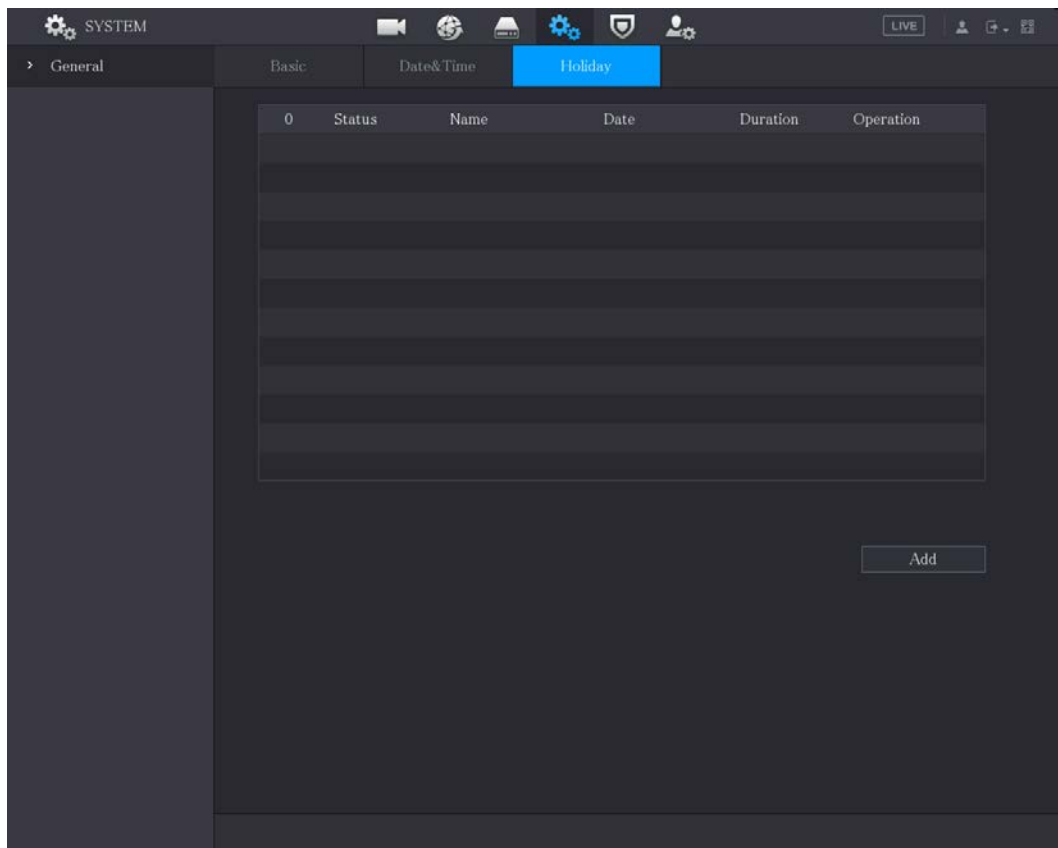 SYSTEM LIVE
General Basic Date&Time Holiday
0 Status Name Date Duration Operation
Add